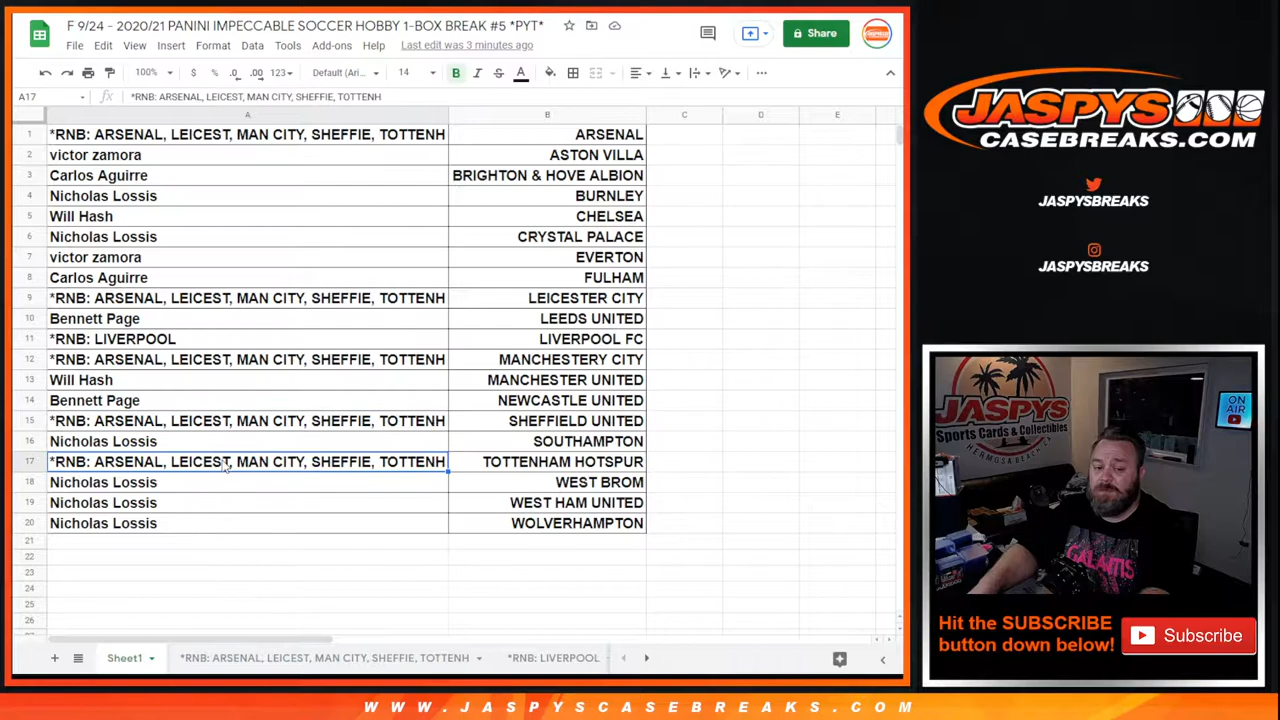 F 9/24 - 2020/21 PANINI IMPECCABLE SOCCER HOBBY 1-BOX BREAK #5 *PYT*
File Edit View Insert Format Data Tools Add-ons Help Last edit was 3 minutes ago
Share
100% $ % .0 .00 123 Default (Ari... 14 B I S A
A17 fx *RNB: ARSENAL, LEICEST, MAN CITY, SHEFFIE, TOTTENH
A B C D E
1 *RNB: ARSENAL, LEICEST, MAN CITY, SHEFFIE, TOTTENH ARSENAL
2 victor zamora ASTON VILLA
3 Carlos Aguirre BRIGHTON & HOVE ALBION
4 Nicholas Lossis BURNLEY
5 Will Hash CHELSEA
6 Nicholas Lossis CRYSTAL PALACE
7 victor zamora EVERTON
8 Carlos Aguirre FULHAM
9 *RNB: ARSENAL, LEICEST, MAN CITY, SHEFFIE, TOTTENH LEICESTER CITY
10 Bennett Page LEEDS UNITED
11 *RNB: LIVERPOOL LIVERPOOL FC
12 *RNB: ARSENAL, LEICEST, MAN CITY, SHEFFIE, TOTTENH MANCHESTERY CITY
13 Will Hash MANCHESTER UNITED
14 Bennett Page NEWCASTLE UNITED
15 *RNB: ARSENAL, LEICEST, MAN CITY, SHEFFIE, TOTTENH SHEFFIELD UNITED
16 Nicholas Lossis SOUTHAMPTON
17 *RNB: ARSENAL, LEICEST, MAN CITY, SHEFFIE, TOTTENH TOTTENHAM HOTSPUR
18 Nicholas Lossis WEST BROM
19 Nicholas Lossis WEST HAM UNITED
20 Nicholas Lossis WOLVERHAMPTON
21
22
23
24
25
26
Sheet1 *RNB: ARSENAL, LEICEST, MAN CITY, SHEFFIE, TOTTENH *RNB: LIVERPOOL
JASPYS
CASEBREAKS.COM
JASPYSBREAKS
JASPYSBREAKS
JASPYS
Sports Cards & Collectibles
HERMOSA BEACH
ON AIR
GALANTIS
Hit the SUBSCRIBE
button down below!
Subscribe
WWW.JASPYSCASEBREAKS.COM